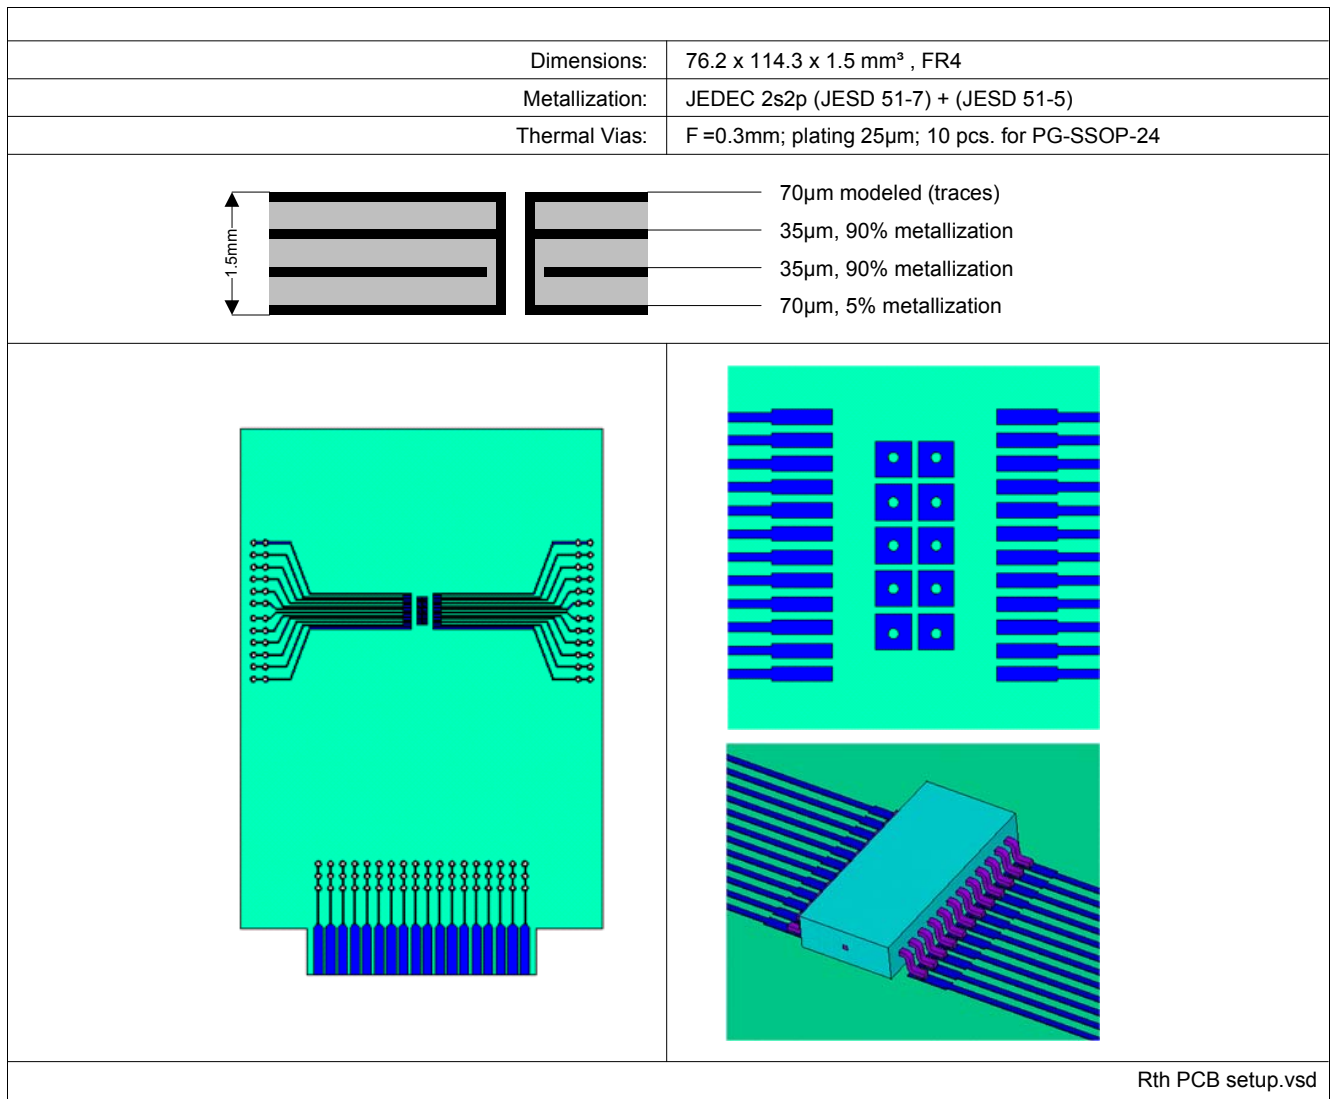 Dimensions: 76.2 x 114.3 x 1.5 mm³ , FR4
Metallization: JEDEC 2s2p (JESD 51-7) + (JESD 51-5)
Thermal Vias: F =0.3mm; plating 25µm; 10 pcs. for PG-SSOP-24
1.5mm
70µm modeled (traces)
35µm, 90% metallization
35µm, 90% metallization
70µm, 5% metallization
Rth PCB setup.vsd